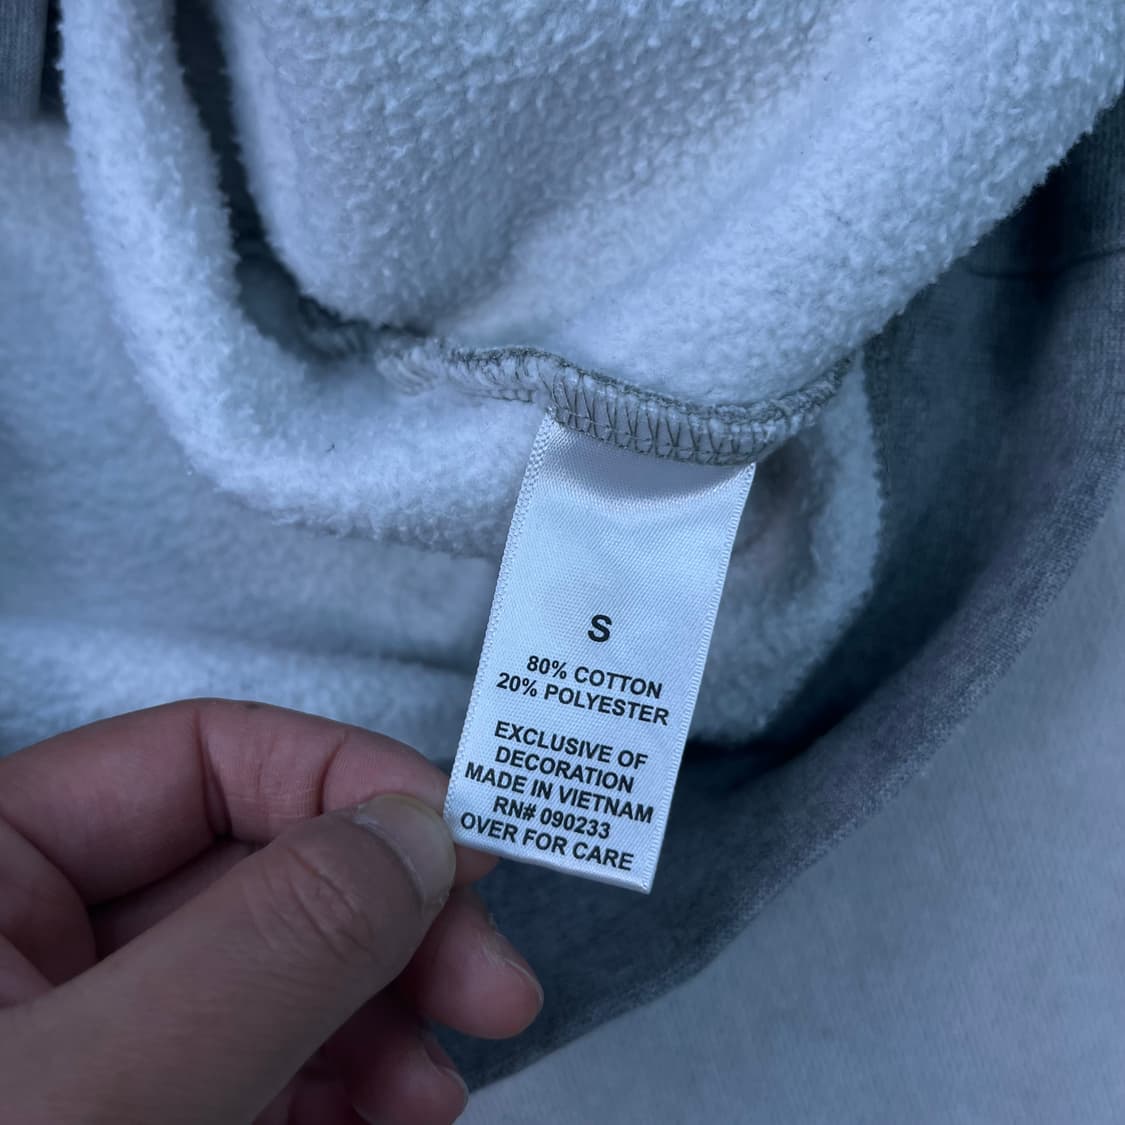 S
80% COTTON
20% POLYESTER
EXCLUSIVE OF
DECORATION
MADE IN VIETNAM
RN# 090233
OVER FOR CARE